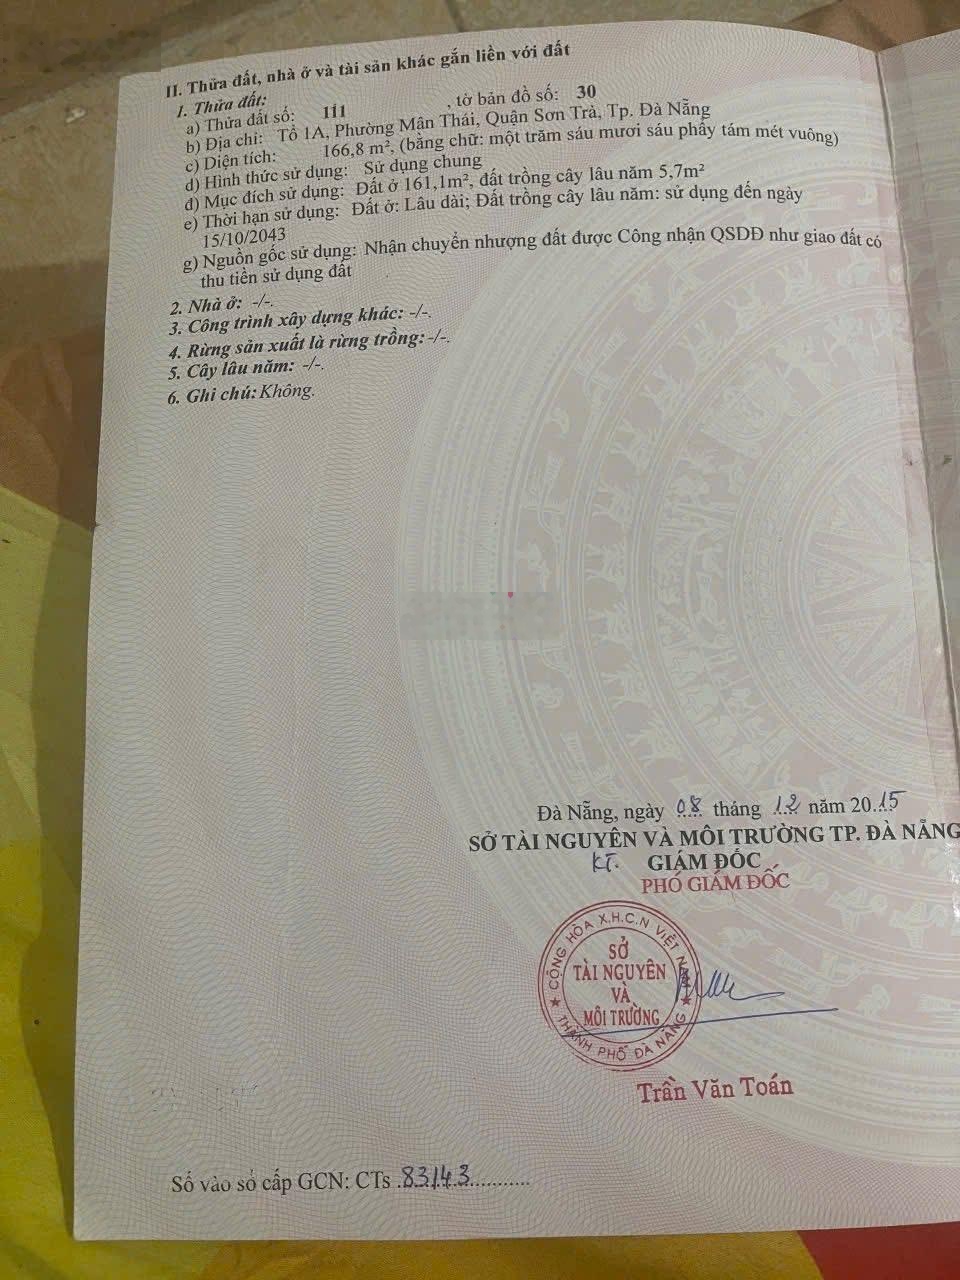 II. Thửa đất, nhà ở và tài sản khác gắn liền với đất
1. Thửa đất:
a) Thửa đất số: 111 , tờ bản đồ số: 30
b) Địa chỉ: Tổ 1A, Phường Mân Thái, Quận Sơn Trà, Tp. Đà Nẵng
c) Diện tích: 166,8 m², (bằng chữ: một trăm sáu mươi sáu phẩy tám mét vuông)
d) Hình thức sử dụng: Sử dụng chung
đ) Mục đích sử dụng: Đất ở 161,1m², đất trồng cây lâu năm 5,7m²
e) Thời hạn sử dụng: Đất ở: Lâu dài; Đất trồng cây lâu năm: sử dụng đến ngày
15/10/2043
g) Nguồn gốc sử dụng: Nhận chuyển nhượng đất được Công nhận QSDĐ như giao đất có
thu tiền sử dụng đất
2. Nhà ở: -/-.
3. Công trình xây dựng khác: -/-.
4. Rừng sản xuất là rừng trồng: -/-.
5. Cây lâu năm: -/-.
6. Ghi chú: Không.
Đà Nẵng, ngày 08 tháng 12 năm 2015
SỞ TÀI NGUYÊN VÀ MÔI TRƯỜNG TP. ĐÀ NẴNG
KT. GIÁM ĐỐC
PHÓ GIÁM ĐỐC
CỘNG HÒA X.H.C.N VIỆT NAM
SỞ
TÀI NGUYÊN
VÀ
MÔI TRƯỜNG
THÀNH PHỐ ĐÀ NẴNG
Trần Văn Toán
Số vào sổ cấp GCN: CTs 83143